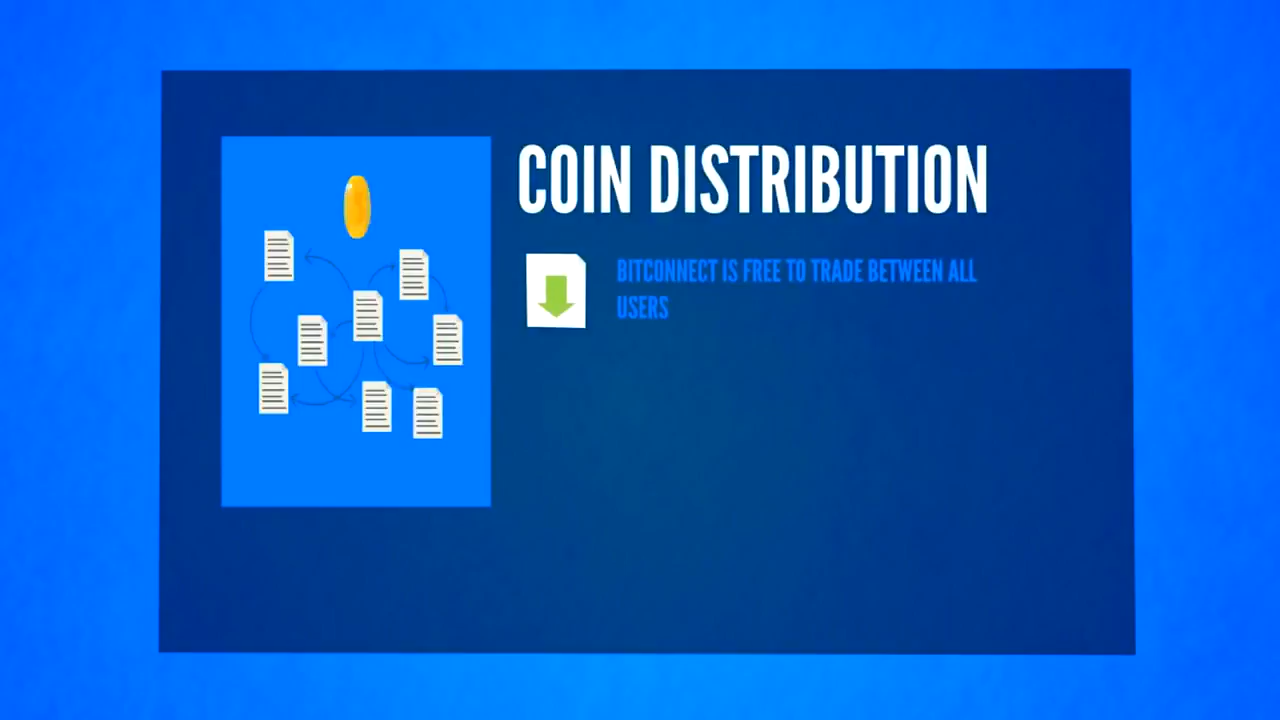 COIN DISTRIBUTION
BITCONNECT IS FREE TO TRADE BETWEEN ALL
USERS